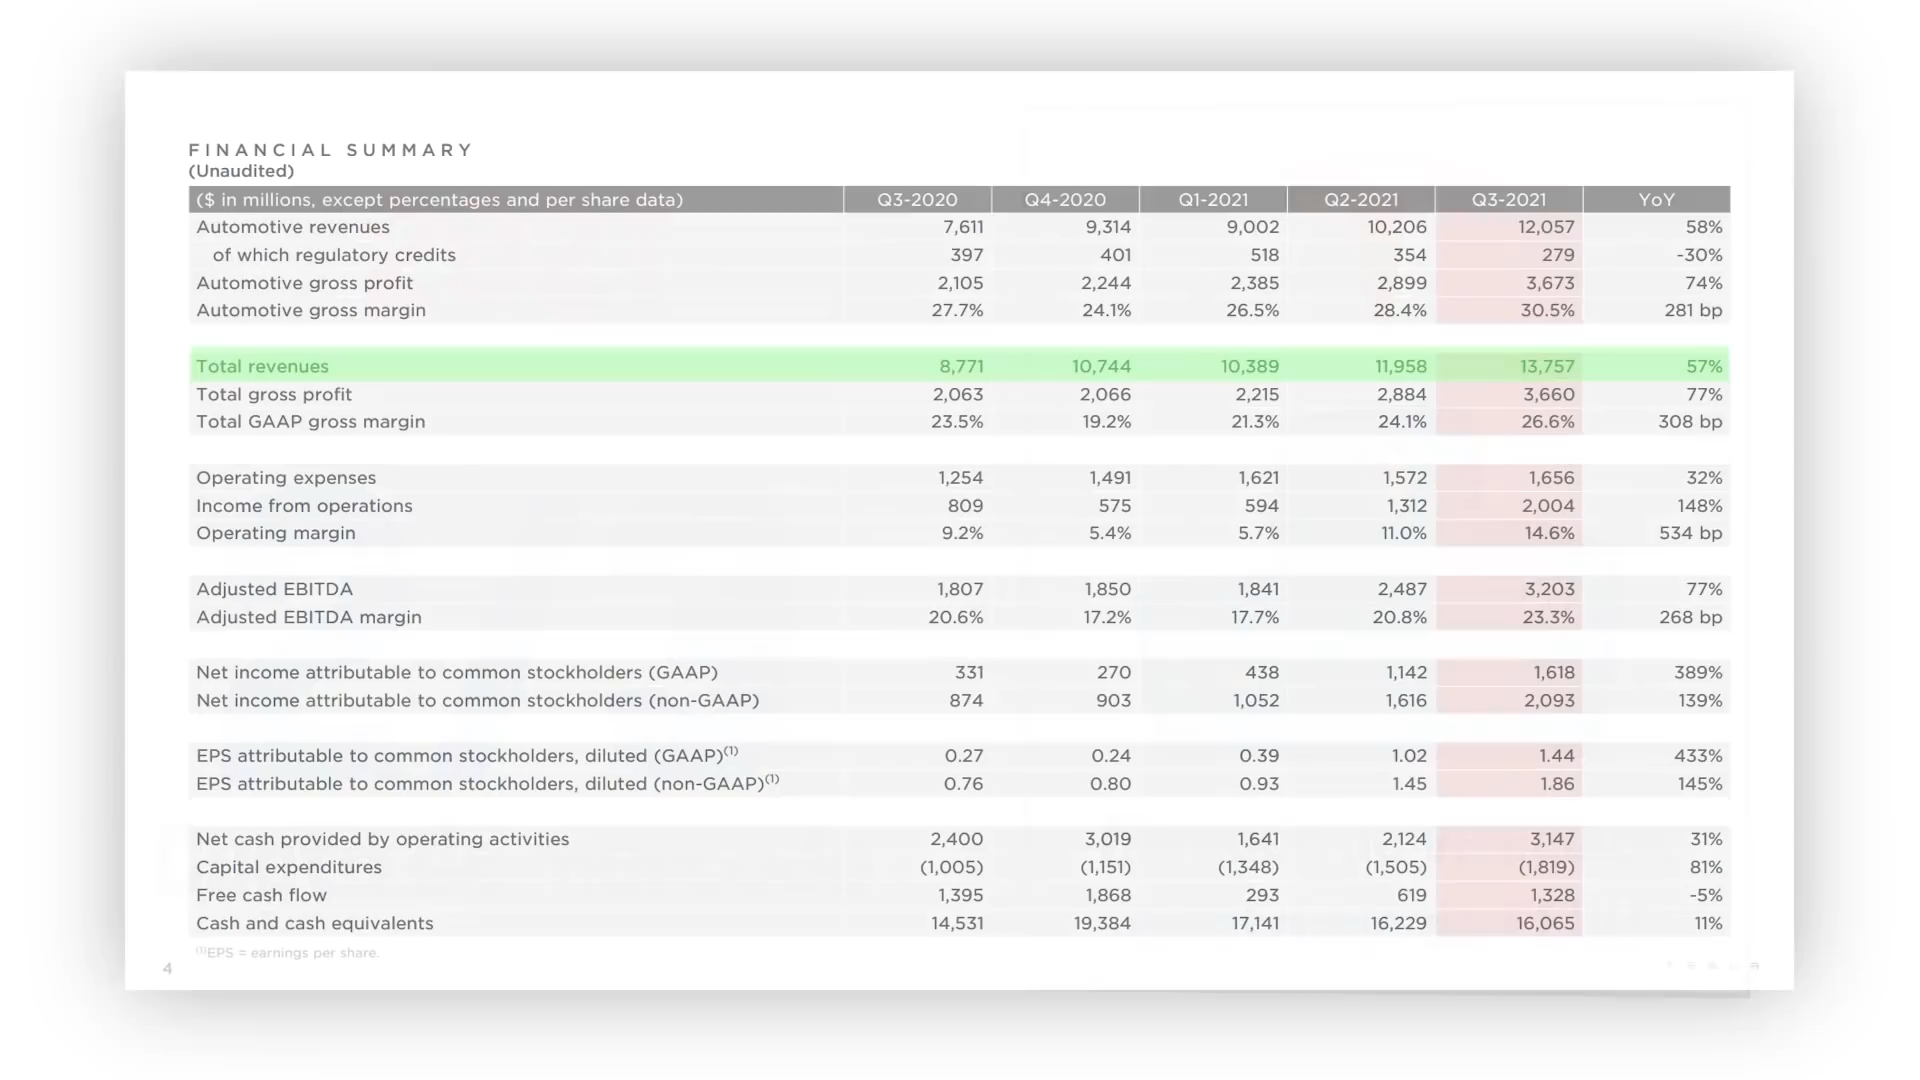 FINANCIAL SUMMARY
(Unaudited)
($ in millions, except percentages and per share data) Q3-2020 Q4-2020 Q1-2021 Q2-2021 Q3-2021 YoY
Automotive revenues 7,611 9,314 9,002 10,206 12,057 58%
of which regulatory credits 397 401 518 354 279 -30%
Automotive gross profit 2,105 2,244 2,385 2,899 3,673 74%
Automotive gross margin 27.7% 24.1% 26.5% 28.4% 30.5% 281 bp
Total revenues 8,771 10,744 10,389 11,958 13,757 57%
Total gross profit 2,063 2,066 2,215 2,884 3,660 77%
Total GAAP gross margin 23.5% 19.2% 21.3% 24.1% 26.6% 308 bp
Operating expenses 1,254 1,491 1,621 1,572 1,656 32%
Income from operations 809 575 594 1,312 2,004 148%
Operating margin 9.2% 5.4% 5.7% 11.0% 14.6% 534 bp
Adjusted EBITDA 1,807 1,850 1,841 2,487 3,203 77%
Adjusted EBITDA margin 20.6% 17.2% 17.7% 20.8% 23.3% 268 bp
Net income attributable to common stockholders (GAAP) 331 270 438 1,142 1,618 389%
Net income attributable to common stockholders (non-GAAP) 874 903 1,052 1,616 2,093 139%
EPS attributable to common stockholders, diluted (GAAP)(1) 0.27 0.24 0.39 1.02 1.44 433%
EPS attributable to common stockholders, diluted (non-GAAP)(1) 0.76 0.80 0.93 1.45 1.86 145%
Net cash provided by operating activities 2,400 3,019 1,641 2,124 3,147 31%
Capital expenditures (1,005) (1,151) (1,348) (1,505) (1,819) 81%
Free cash flow 1,395 1,868 293 619 1,328 -5%
Cash and cash equivalents 14,531 19,384 17,141 16,229 16,065 11%
(1)EPS = earnings per share.
4